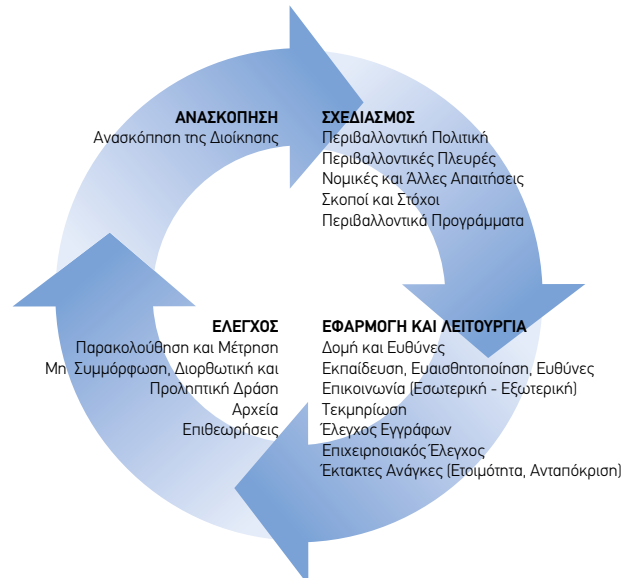 ΑΝΑΣΚΟΠΗΣΗ
Ανασκόπηση της Διοίκησης
ΣΧΕΔΙΑΣΜΟΣ
Περιβαλλοντική Πολιτική
Περιβαλλοντικές Πλευρές
Νομικές και Άλλες Απαιτήσεις
Σκοποί και Στόχοι
Περιβαλλοντικά Προγράμματα
ΕΛΕΓΧΟΣ
Παρακολούθηση και Μέτρηση
Μη Συμμόρφωση, Διορθωτική και
Προληπτική Δράση
Αρχεία
Επιθεωρήσεις
ΕΦΑΡΜΟΓΗ ΚΑΙ ΛΕΙΤΟΥΡΓΙΑ
Δομή και Ευθύνες
Εκπαίδευση, Ευαισθητοποίηση, Ευθύνες
Επικοινωνία (Εσωτερική - Εξωτερική)
Τεκμηρίωση
Έλεγχος Εγγράφων
Επιχειρησιακός Έλεγχος
Έκτακτες Ανάγκες (Ετοιμότητα, Ανταπόκριση)